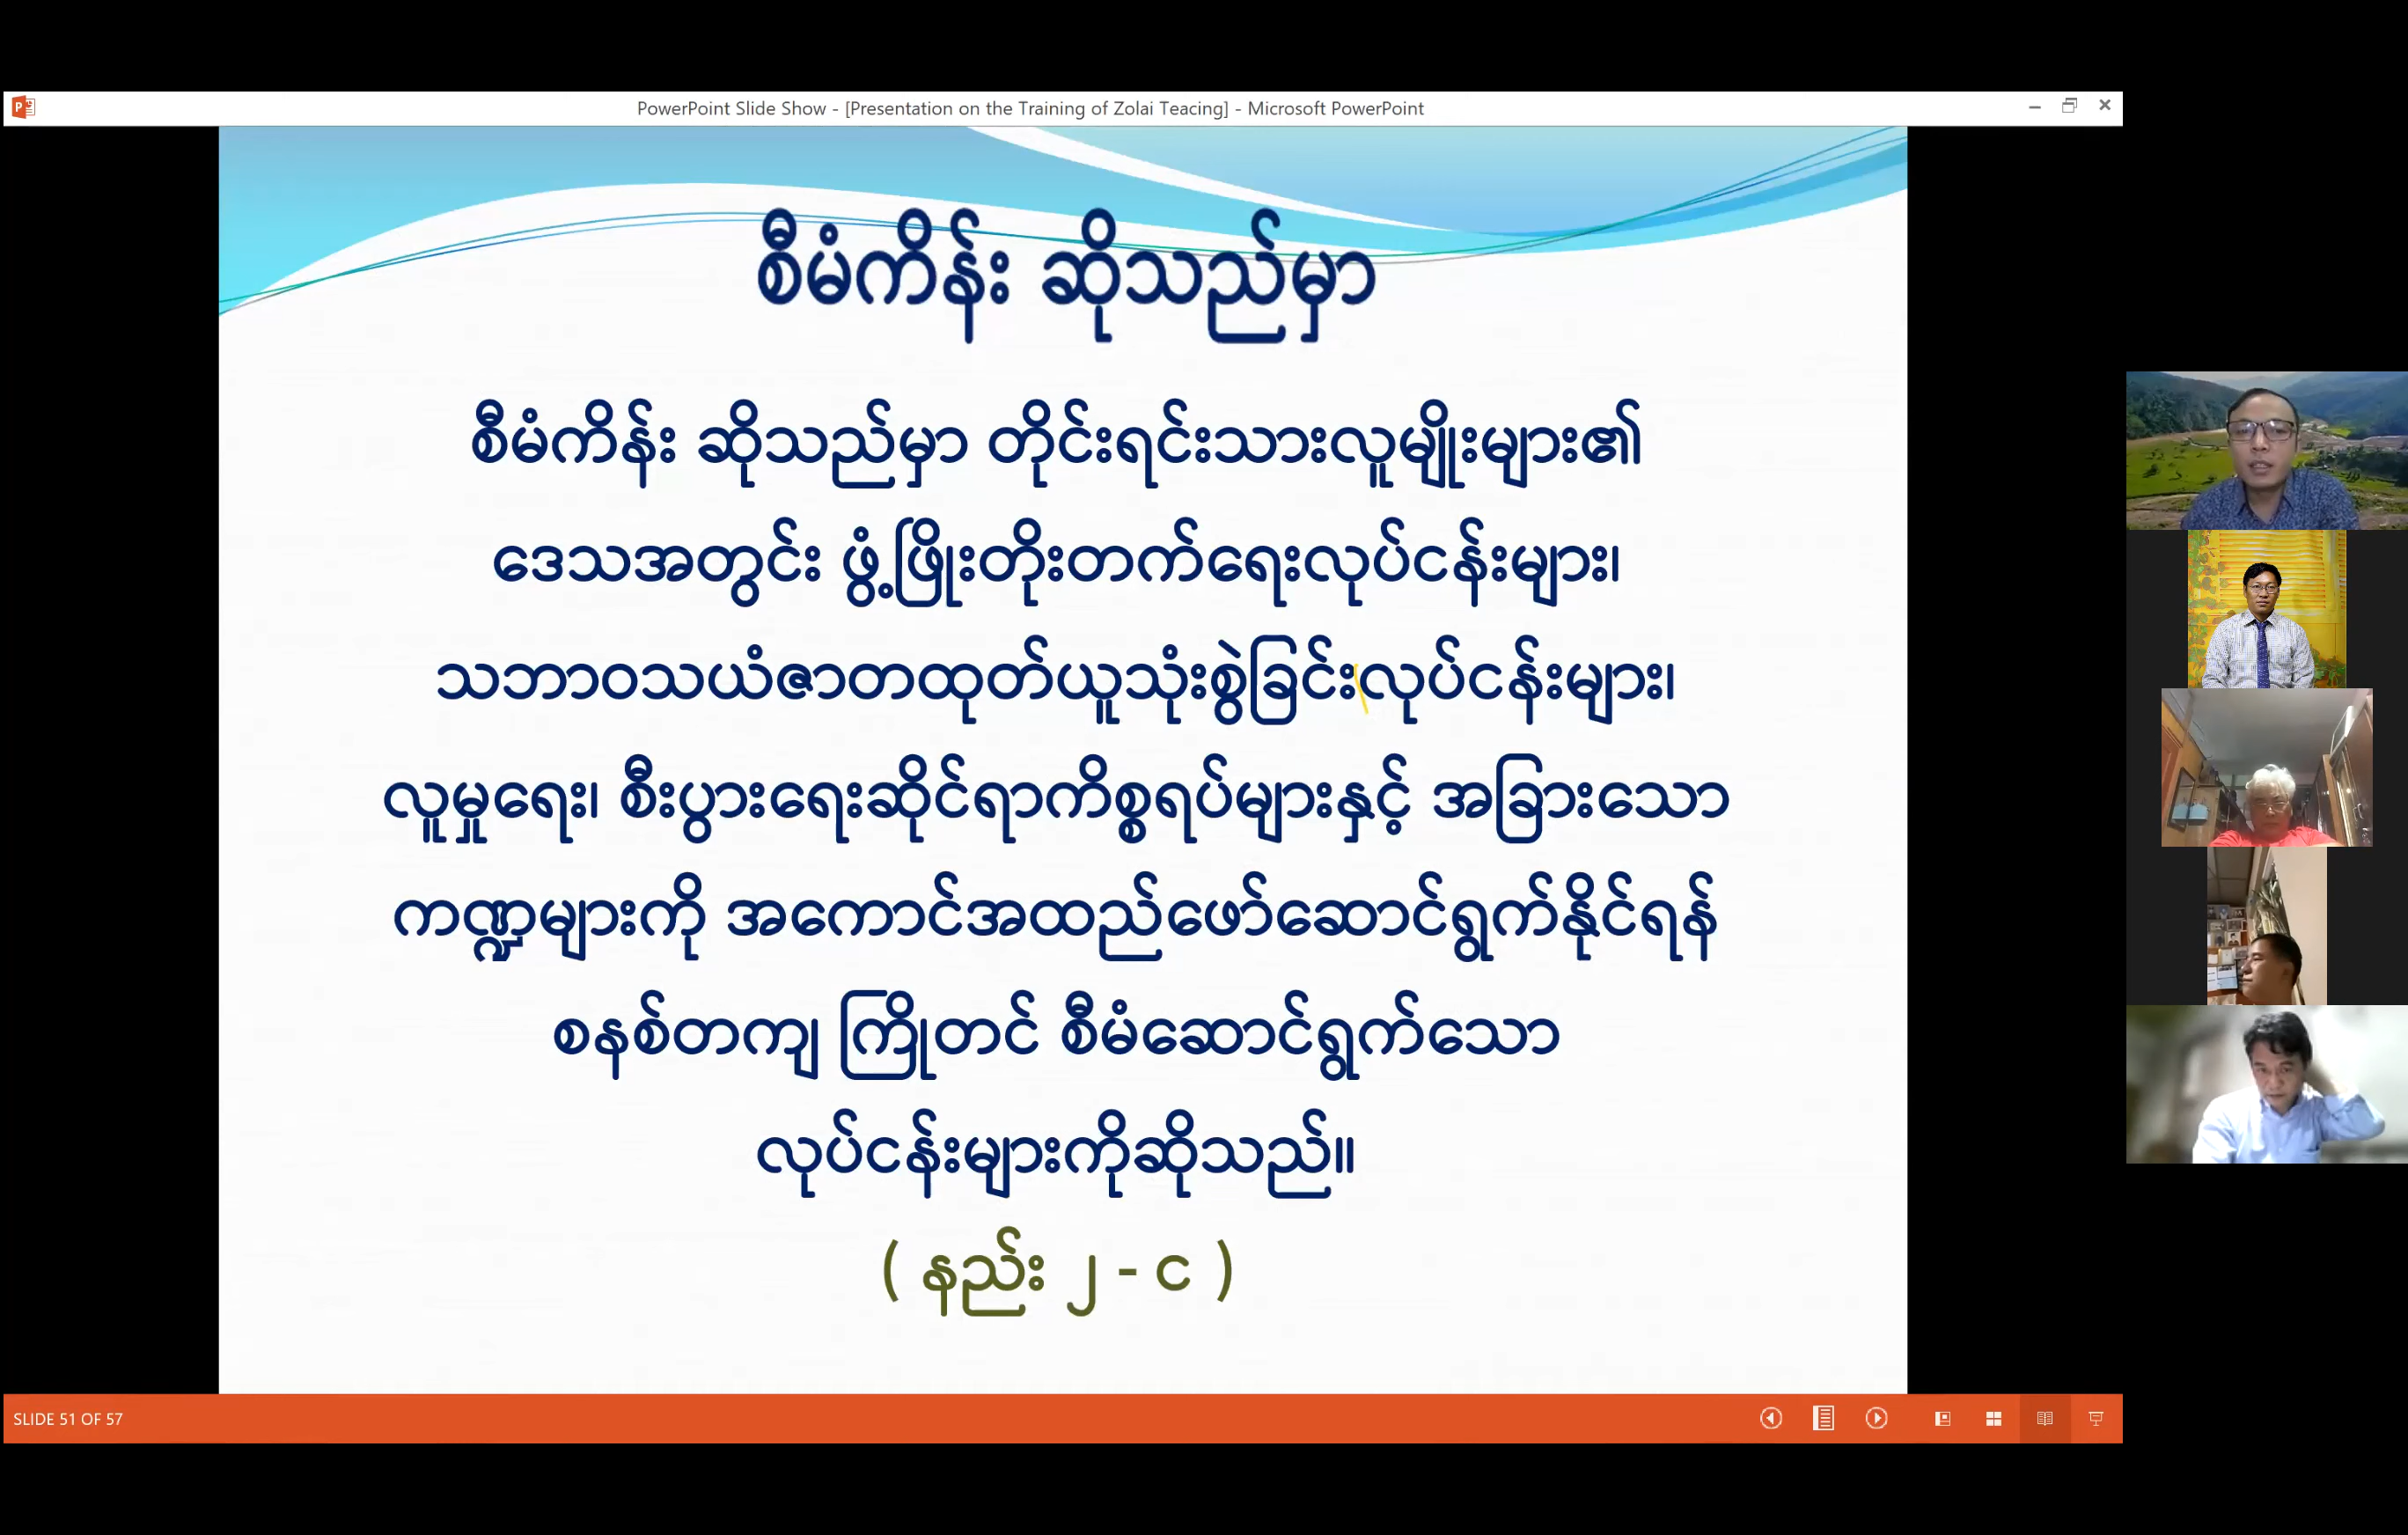 PowerPoint Slide Show - [Presentation on the Training of Zolai Teacing] - Microsoft PowerPoint
စီမံကိန်း ဆိုသည်မှာ
စီမံကိန်း ဆိုသည်မှာ တိုင်းရင်းသားလူမျိုးများ၏
ဒေသအတွင်း ဖွံ့ဖြိုးတိုးတက်ရေးလုပ်ငန်းများ၊
သဘာဝသယံဇာတထုတ်ယူသုံးစွဲခြင်းလုပ်ငန်းများ၊
လူမှုရေး၊ စီးပွားရေးဆိုင်ရာကိစ္စရပ်များနှင့် အခြားသော
ကဏ္ဍများကို အကောင်အထည်ဖော်ဆောင်ရွက်နိုင်ရန်
စနစ်တကျ ကြိုတင် စီမံဆောင်ရွက်သော
လုပ်ငန်းများကိုဆိုသည်။
( နည်း ၂ - င )
SLIDE 51 OF 57